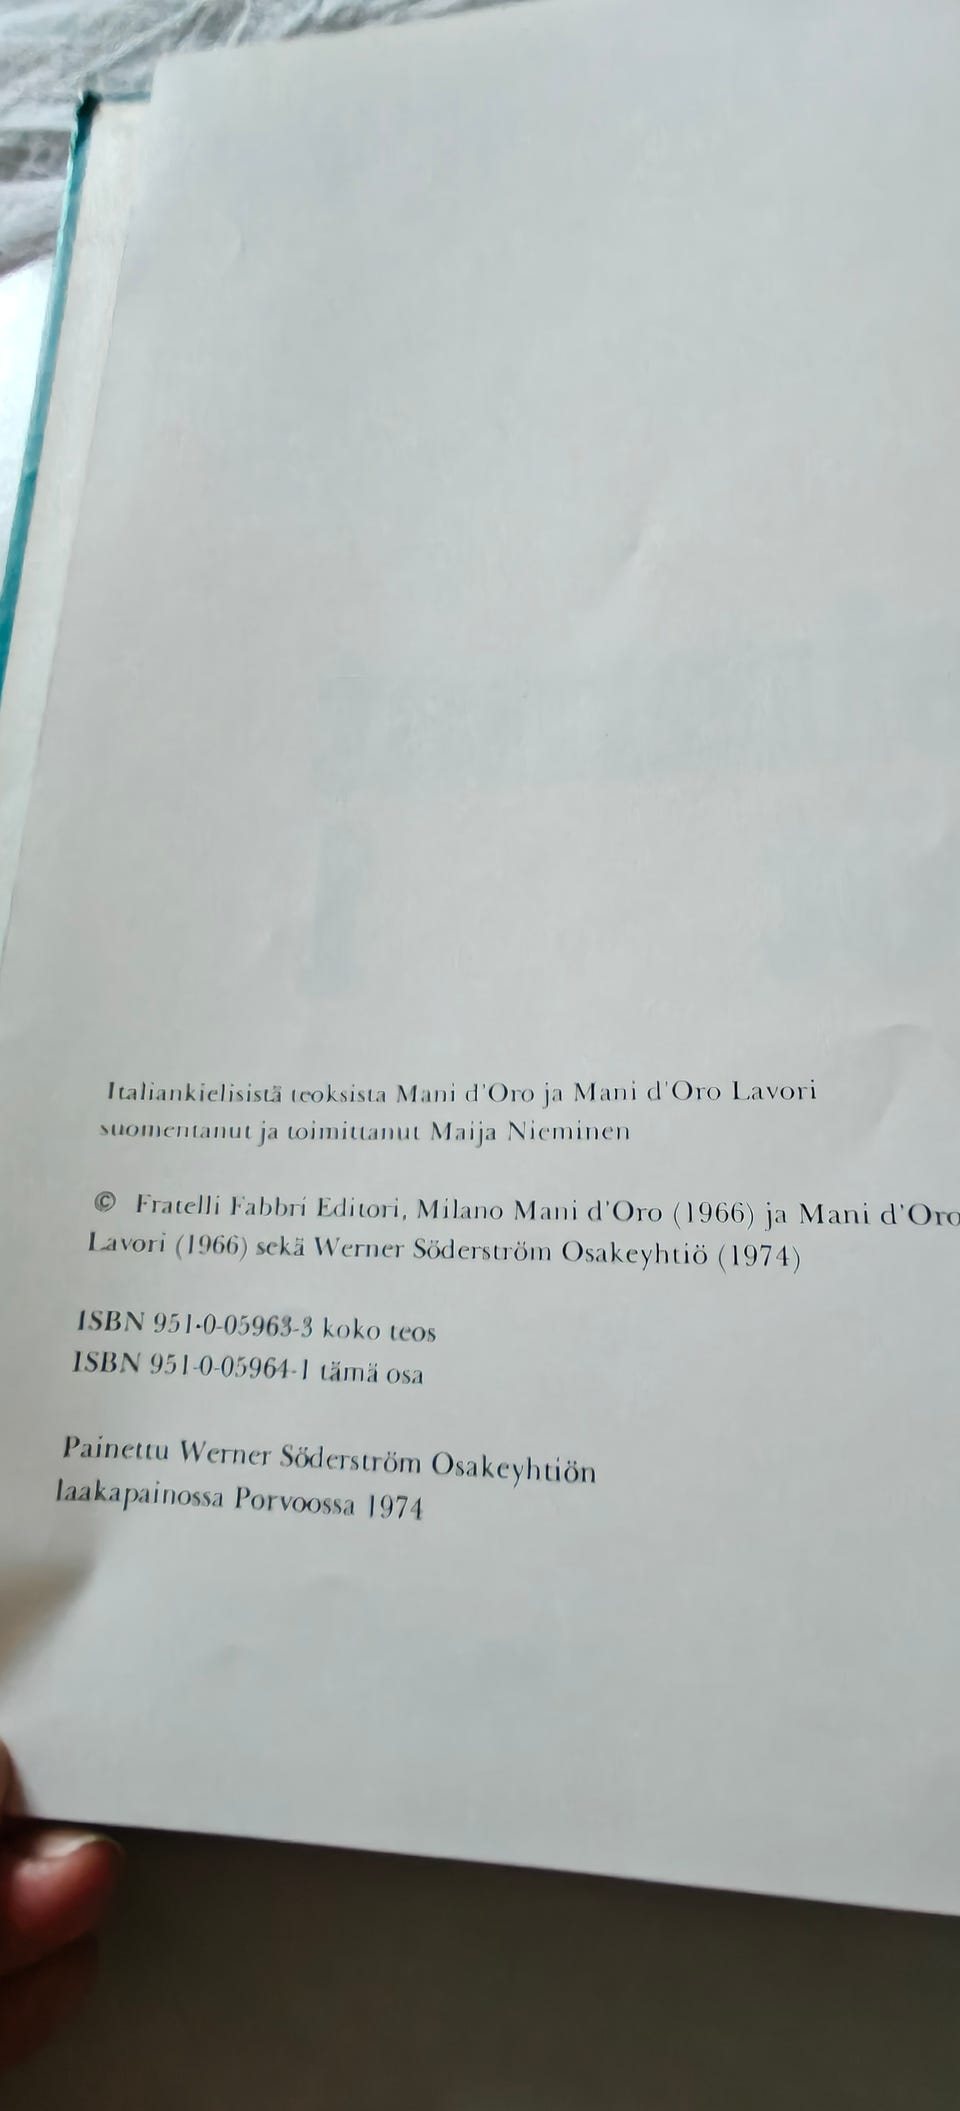 Italiankielisistä teoksista Mani d'Oro ja Mani d'Oro Lavori
suomentanut ja toimittanut Maija Nieminen
© Fratelli Fabbri Editori, Milano Mani d'Oro (1966) ja Mani d'Oro
Lavori (1966) sekä Werner Söderström Osakeyhtiö (1974)
ISBN 951-0-05963-3 koko teos
ISBN 951-0-05964-1 tämä osa
Painettu Werner Söderström Osakeyhtiön
laakapainossa Porvoossa 1974